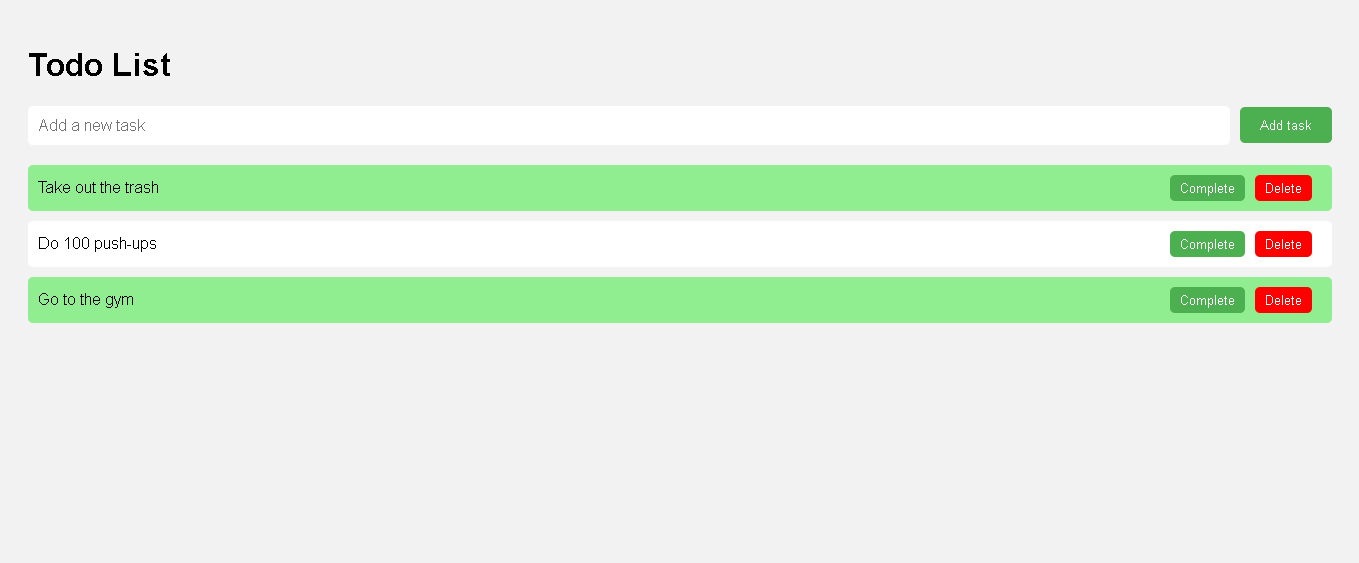 Todo List
Add a new task Add task
Take out the trash Complete Delete
Do 100 push-ups Complete Delete
Go to the gym Complete Delete